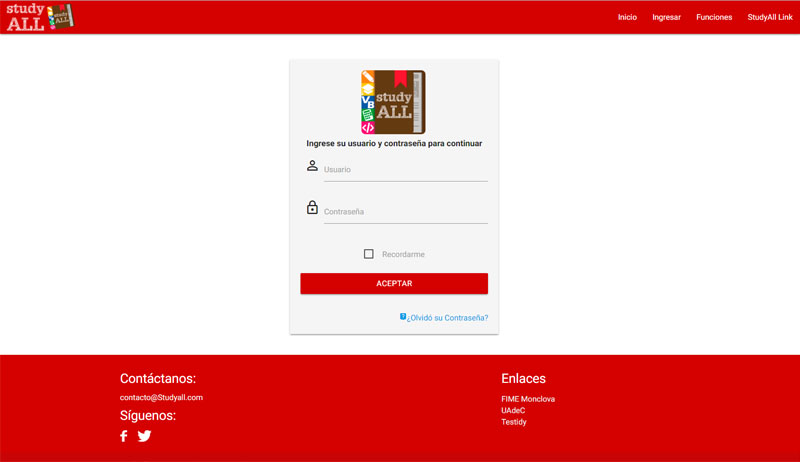 study
ALL
study
ALL
Inicio
Ingresar
Funciones
StudyAll Link
study
ALL
VB
</>
Ingrese su usuario y contraseña para continuar
Usuario
Contraseña
Recordarme
ACEPTAR
¿Olvidó su Contraseña?
Contáctanos:
contacto@Studyall.com
Síguenos:
Enlaces
FIME Monclova
UAdeC
Testidy